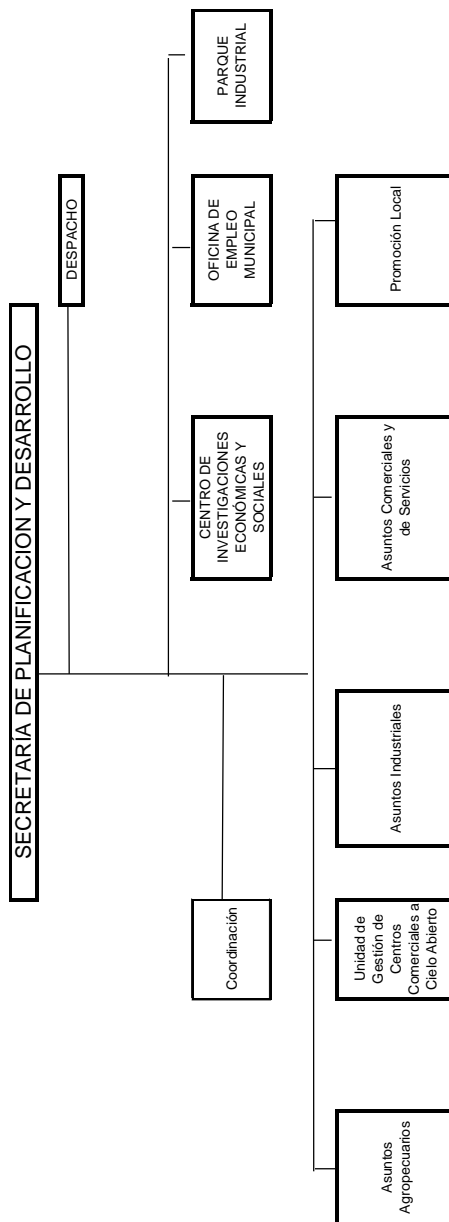 SECRETARÍA DE PLANIFICACION Y DESARROLLO
DESPACHO
Coordinación
CENTRO DE
INVESTIGACIONES
ECONÓMICAS Y
SOCIALES
OFICINA DE
EMPLEO
MUNICIPAL
PARQUE
INDUSTRIAL
Asuntos
Agropecuarios
Unidad de
Gestión de
Centros
Comerciales a
Cielo Abierto
Asuntos Industriales
Asuntos Comerciales y
de Servicios
Promoción Local